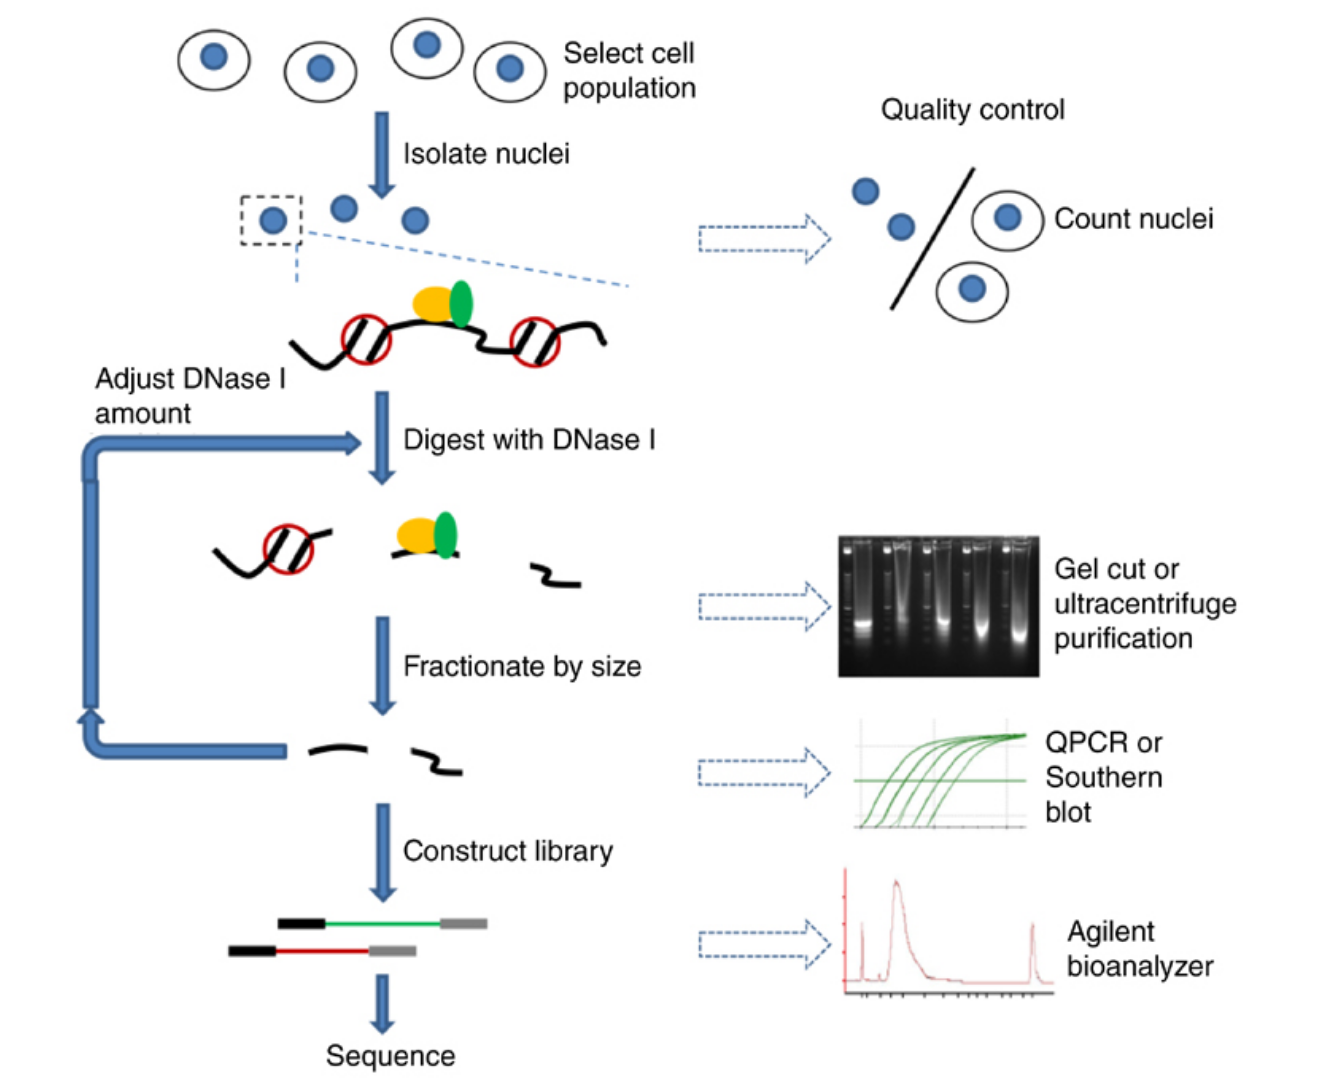 Select cell
population
Quality control
Isolate nuclei
Count nuclei
Adjust DNase I
amount
Digest with DNase I
Gel cut or
ultracentrifuge
purification
Fractionate by size
QPCR or
Southern
blot
Construct library
Agilent
bioanalyzer
Sequence